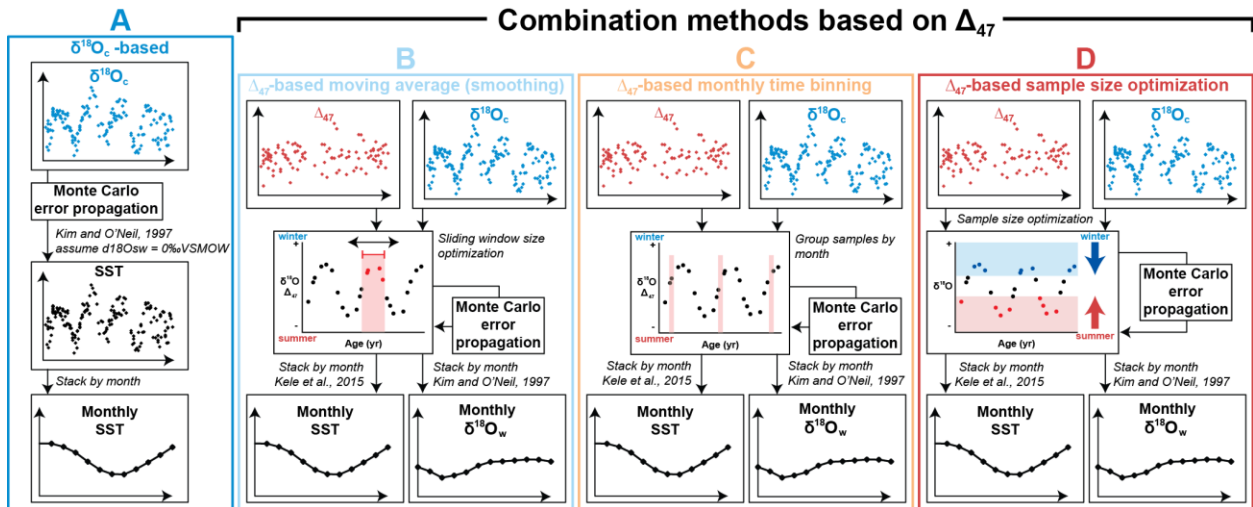 Combination methods based on Δ₄₇
A
δ¹⁸Oc -based
δ¹⁸Oc
Monte Carlo
error propagation
Kim and O'Neil, 1997
assume d18Osw = 0‰VSMOW
SST
Stack by month
Monthly
SST
B
Δ₄₇-based moving average (smoothing)
Δ₄₇
δ¹⁸Oc
Sliding window size
optimization
winter
+
δ¹⁸O
Δ₄₇
-
summer
Age (yr)
Monte Carlo
error
propagation
Stack by month
Kele et al., 2015
Stack by month
Kim and O'Neil, 1997
Monthly
SST
Monthly
δ¹⁸Ow
C
Δ₄₇-based monthly time binning
Δ₄₇
δ¹⁸Oc
Group samples by
month
winter
+
δ¹⁸O
Δ₄₇
-
summer
Age (yr)
Monte Carlo
error
propagation
Stack by month
Kele et al., 2015
Stack by month
Kim and O'Neil, 1997
Monthly
SST
Monthly
δ¹⁸Ow
D
Δ₄₇-based sample size optimization
Δ₄₇
δ¹⁸Oc
Sample size optimization
winter
+
δ¹⁸O
-
summer
Age (yr)
Monte Carlo
error
propagation
Stack by month
Kele et al., 2015
Stack by month
Kim and O'Neil, 1997
Monthly
SST
Monthly
δ¹⁸Ow